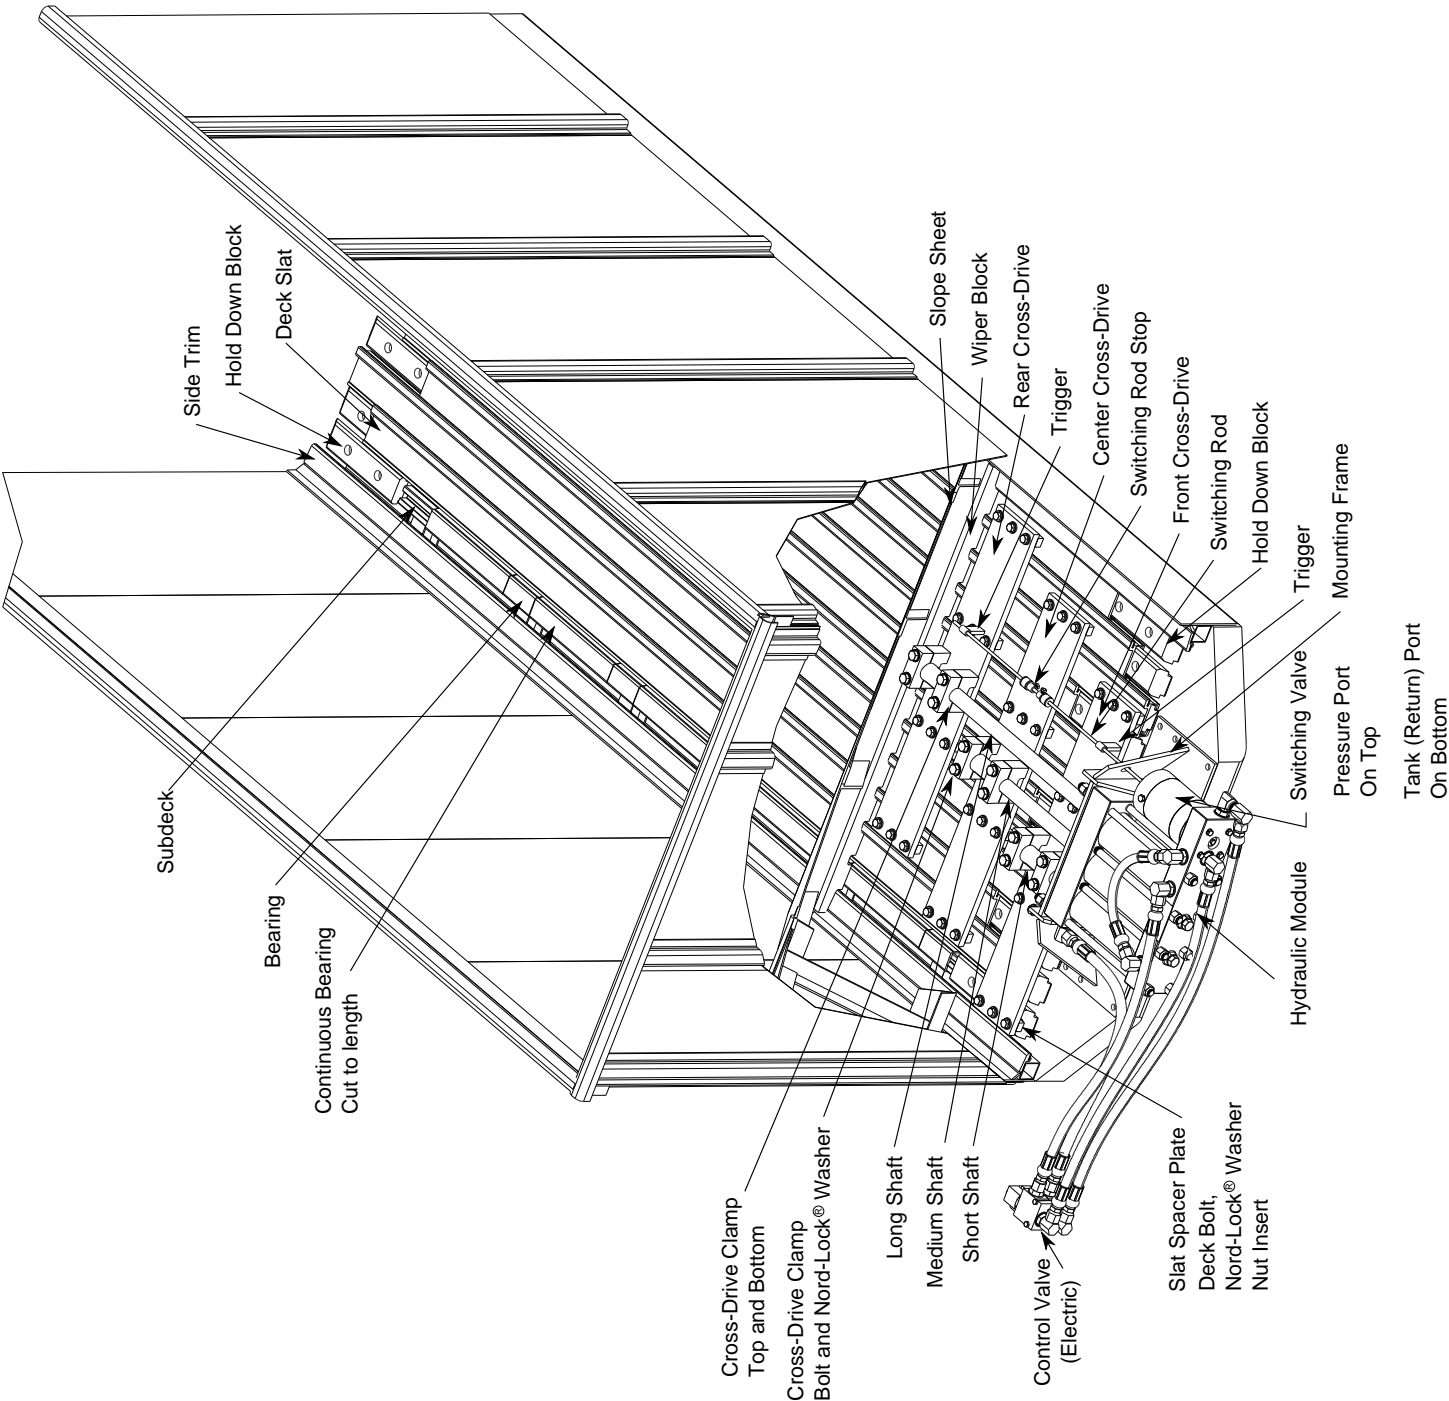 Side Trim
Hold Down Block
Deck Slat
Subdeck
Bearing
Continuous Bearing
Cut to length
Slope Sheet
Wiper Block
Rear Cross-Drive
Trigger
Center Cross-Drive
Switching Rod Stop
Front Cross-Drive
Switching Rod
Hold Down Block
Trigger
Mounting Frame
Switching Valve
Pressure Port
On Top
Tank (Return) Port
On Bottom
Hydraulic Module
Cross-Drive Clamp
Top and Bottom
Cross-Drive Clamp
Bolt and Nord-Lock® Washer
Long Shaft
Medium Shaft
Short Shaft
Control Valve
(Electric)
Slat Spacer Plate
Deck Bolt,
Nord-Lock® Washer
Nut Insert